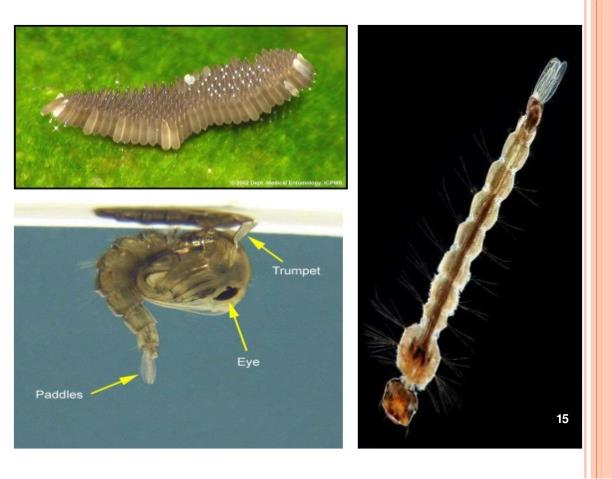 © 2002 Dept. Medical Entomology, ICPMR
Trumpet
Eye
Paddles
15